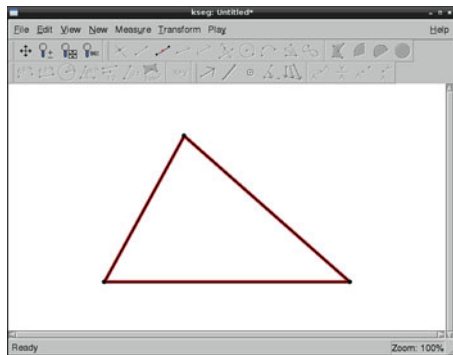 kseg: Untitled*
File Edit View New Measure Transform Play Help
Ready Zoom: 100%